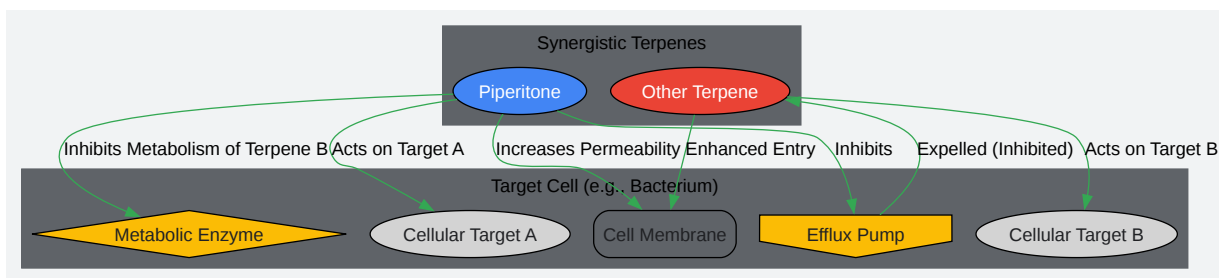 Synergistic Terpenes
Piperitone
Other Terpene
Inhibits Metabolism of Terpene B
Acts on Target A
Increases Permeability
Enhanced Entry
Inhibits
Expelled (Inhibited)
Acts on Target B
Target Cell (e.g., Bacterium)
Metabolic Enzyme
Cellular Target A
Cell Membrane
Efflux Pump
Cellular Target B